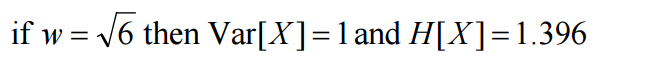 if w = √6 then Var[X] = 1 and H[X] = 1.396